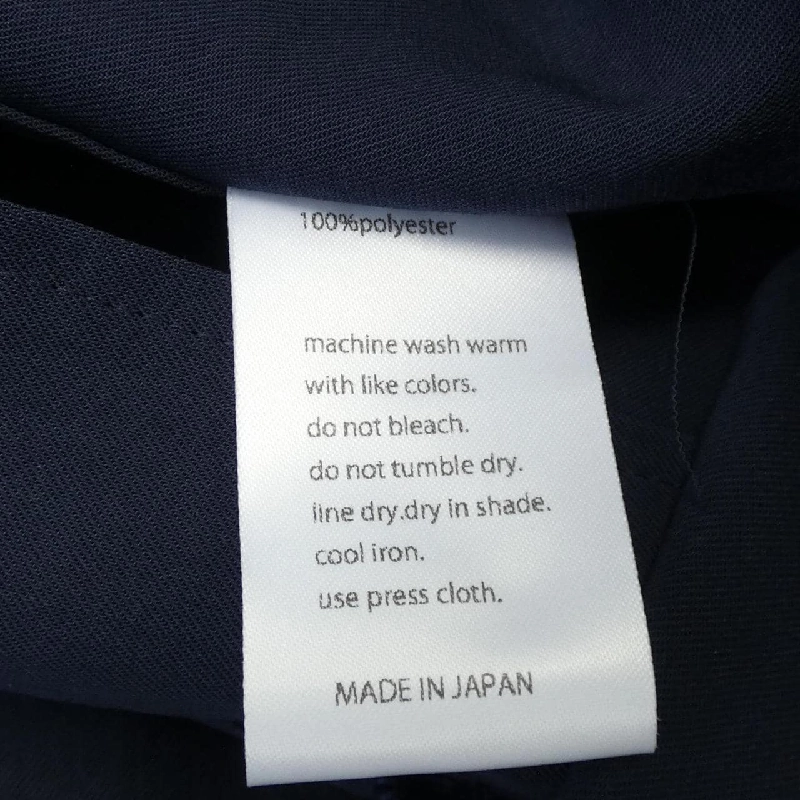 100%polyester
machine wash warm
with like colors.
do not bleach.
do not tumble dry.
line dry.dry in shade.
cool iron.
use press cloth.
MADE IN JAPAN